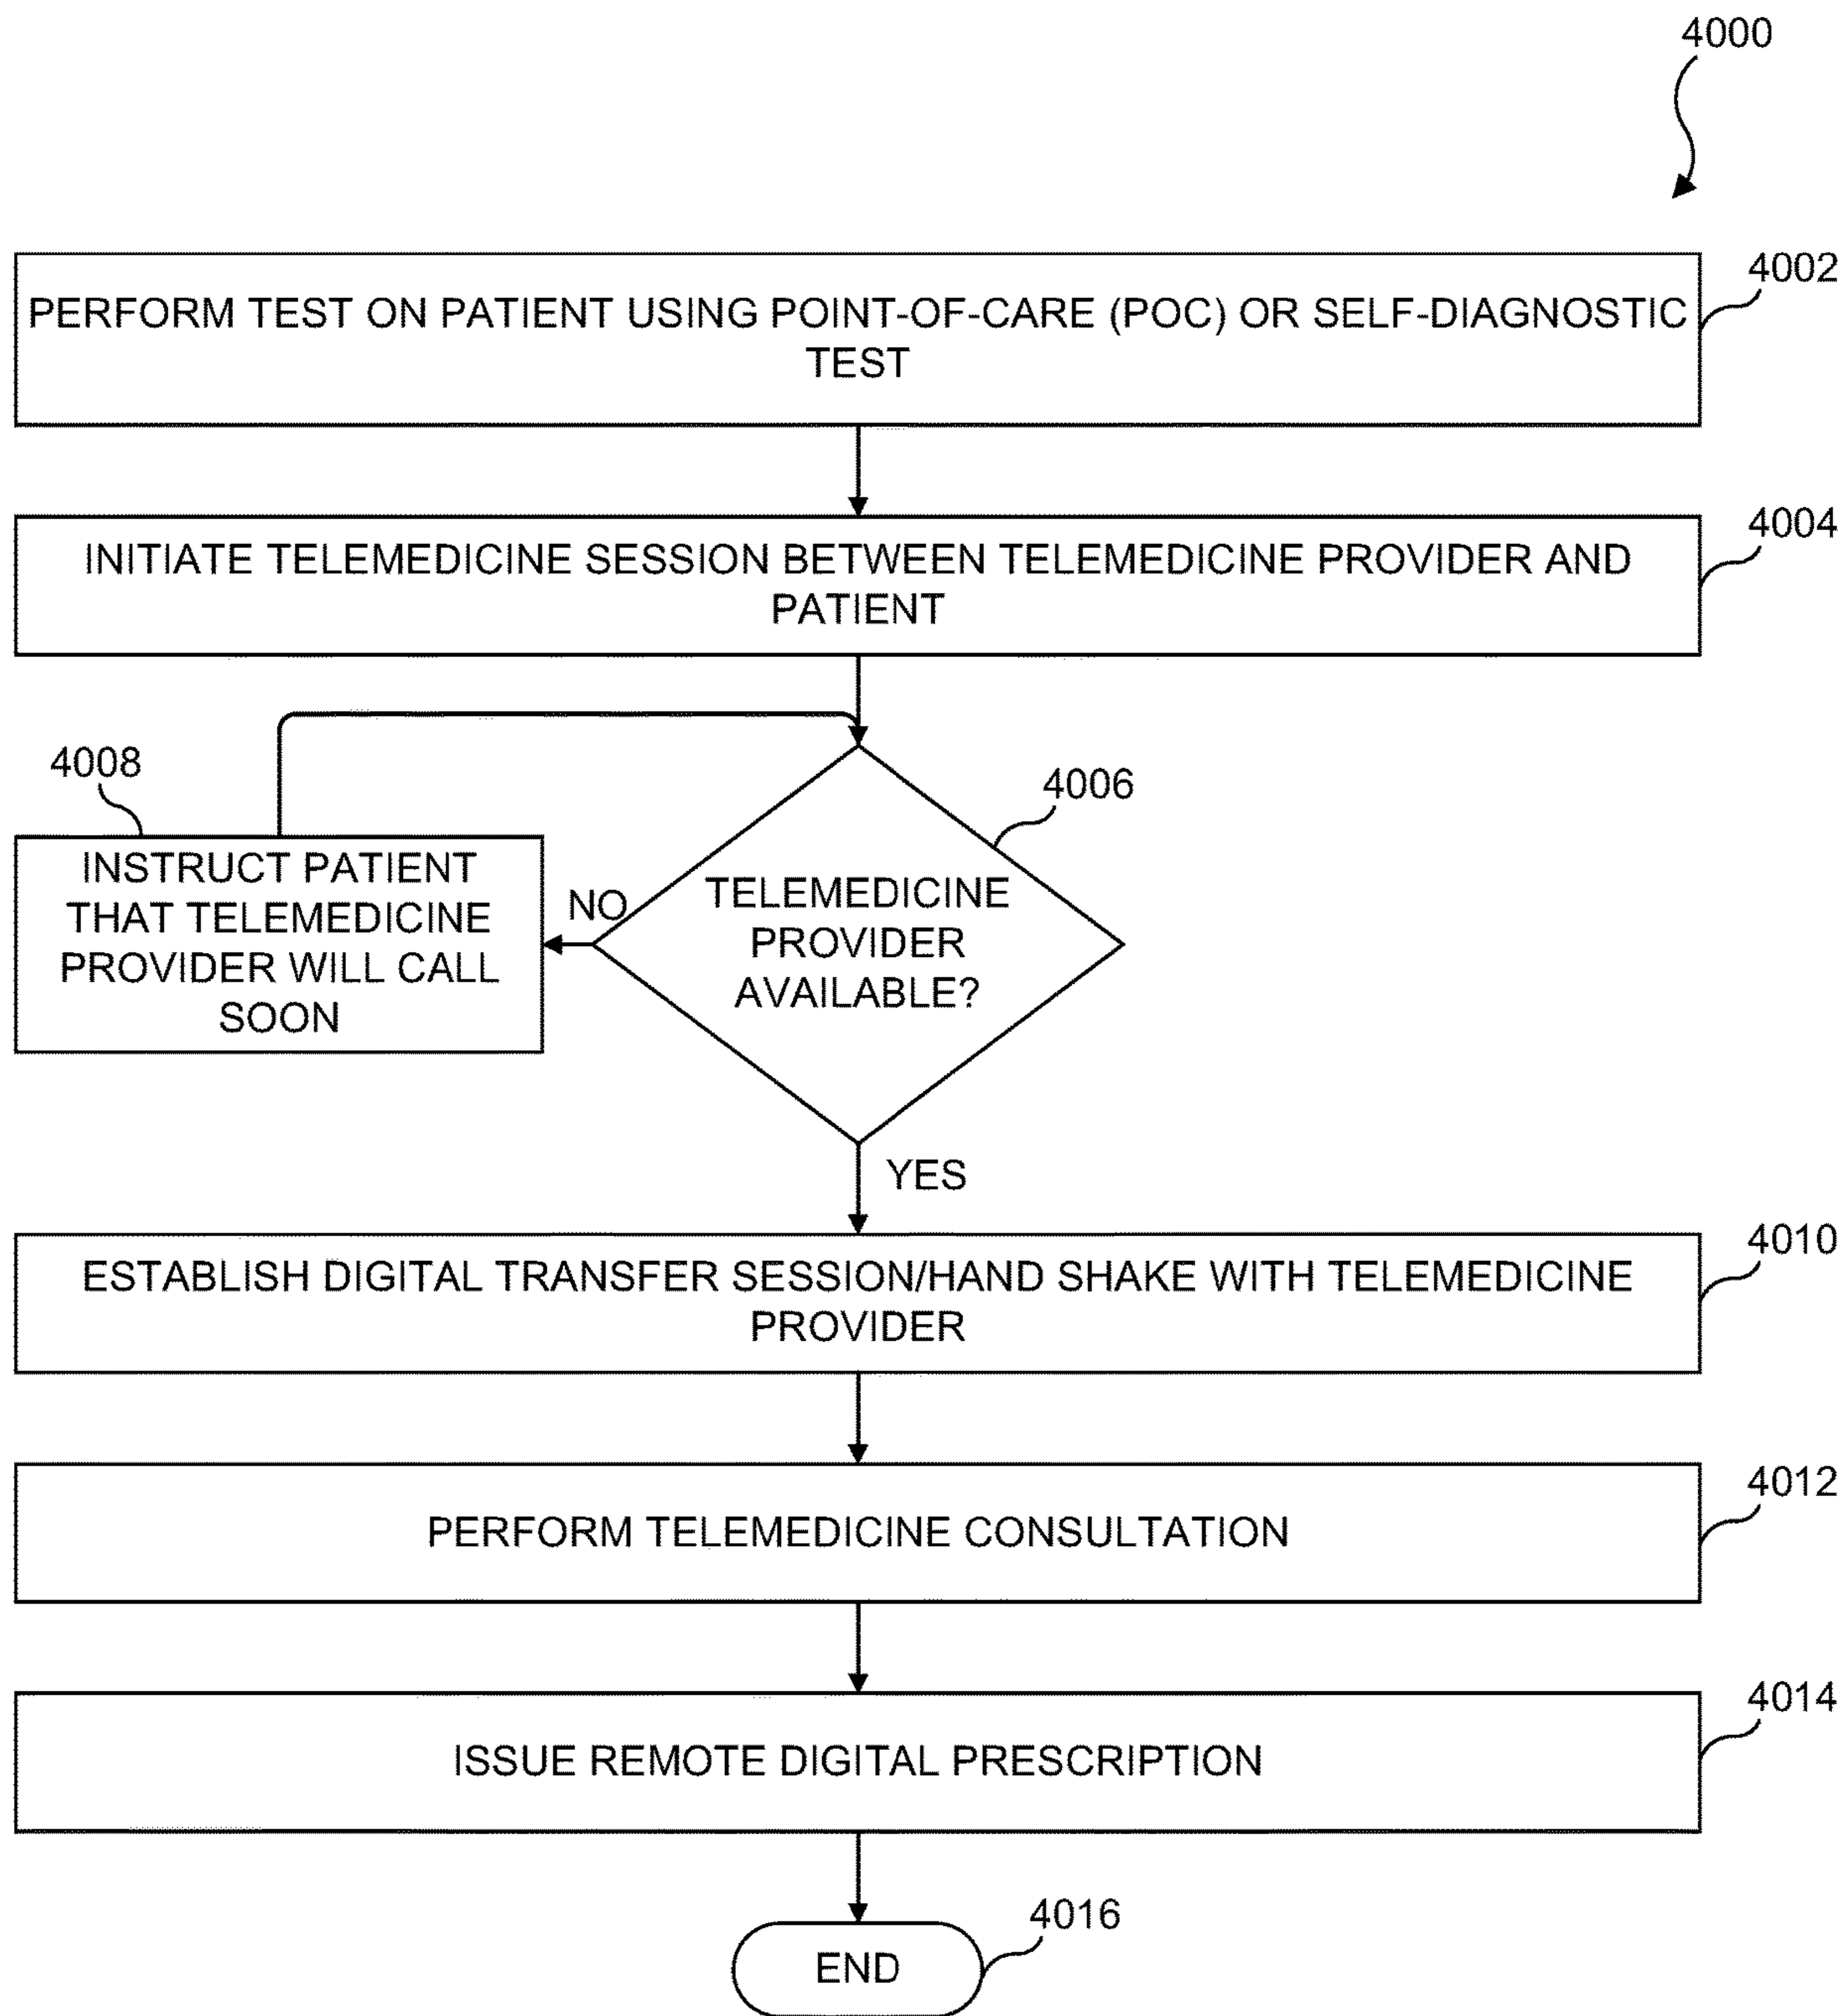 4000
4002
PERFORM TEST ON PATIENT USING POINT-OF-CARE (POC) OR SELF-DIAGNOSTIC
TEST
4004
INITIATE TELEMEDICINE SESSION BETWEEN TELEMEDICINE PROVIDER AND
PATIENT
4008
4006
INSTRUCT PATIENT
THAT TELEMEDICINE
PROVIDER WILL CALL
SOON
NO
TELEMEDICINE
PROVIDER
AVAILABLE?
YES
4010
ESTABLISH DIGITAL TRANSFER SESSION/HAND SHAKE WITH TELEMEDICINE
PROVIDER
4012
PERFORM TELEMEDICINE CONSULTATION
4014
ISSUE REMOTE DIGITAL PRESCRIPTION
4016
END